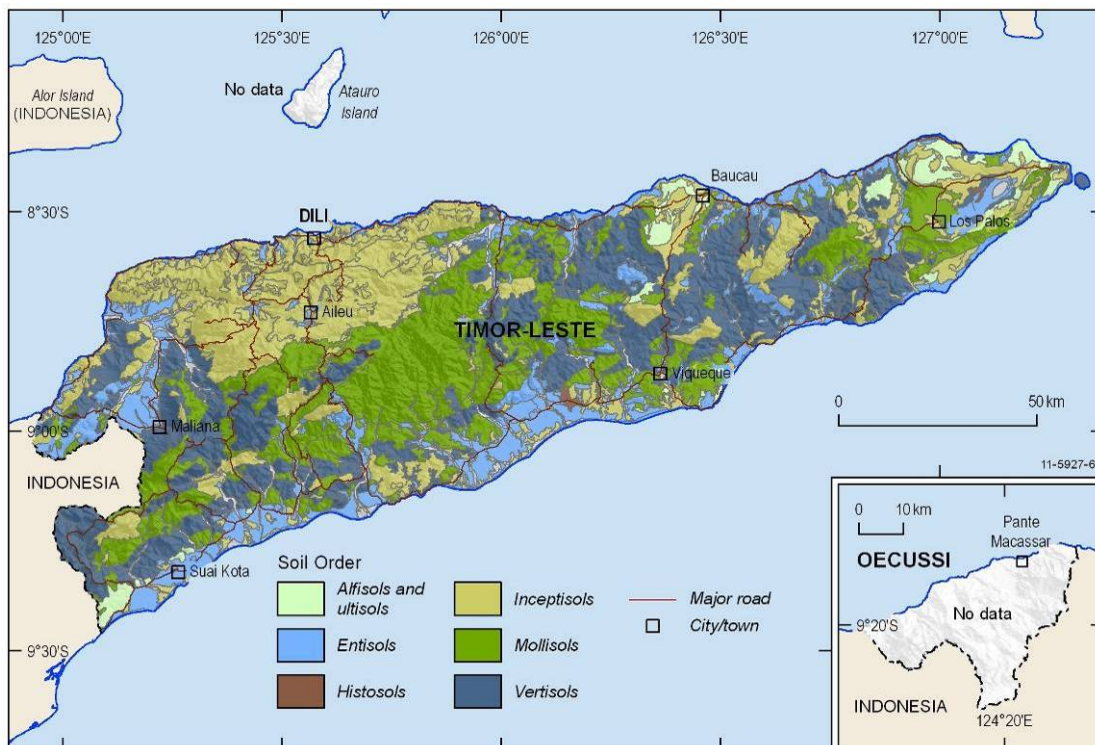 125°00'E
125°30'E
126°00'E
126°30'E
127°00'E
Alor Island
(INDONESIA)
No data
Atauro
Island
Baucau
8°30'S
DILI
Los Palos
Aileu
TIMOR-LESTE
Viqueque
0 50 km
9°00'S
Maliana
INDONESIA
11-5927-6
0 10 km
Pante
Macassar
OECUSSI
Suai Kota
Soil Order
Alfisols and
ultisols
Inceptisols
Major road
City/town
Entisols
Mollisols
Histosols
Vertisols
No data
9°20'S
9°30'S
INDONESIA
124°20'E